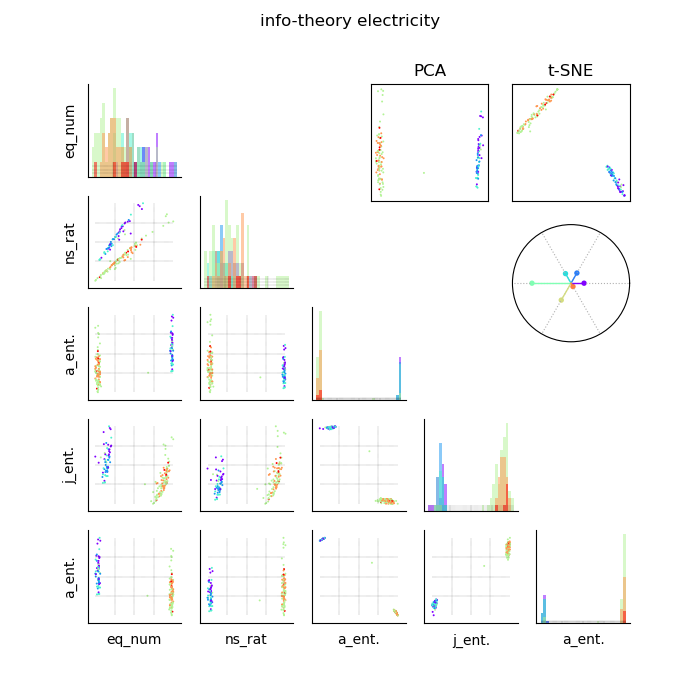 info-theory electricity
PCA
t-SNE
eq_num
ns_rat
a_ent.
j_ent.
a_ent.
eq_num
ns_rat
a_ent.
j_ent.
a_ent.